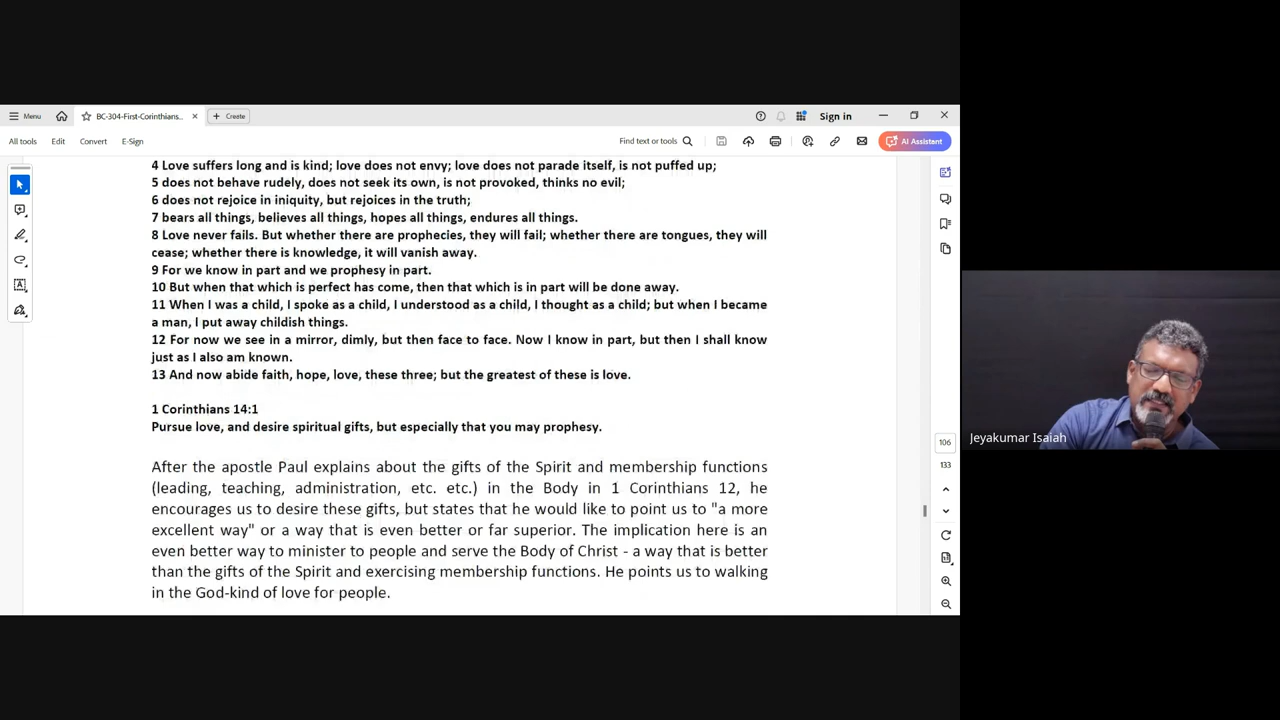 Menu
BC-304-First-Corinthians...
Create
Sign in
All tools
Edit
Convert
E-Sign
Find text or tools
AI Assistant
4 Love suffers long and is kind; love does not envy; love does not parade itself, is not puffed up;
5 does not behave rudely, does not seek its own, is not provoked, thinks no evil;
6 does not rejoice in iniquity, but rejoices in the truth;
7 bears all things, believes all things, hopes all things, endures all things.
8 Love never fails. But whether there are prophecies, they will fail; whether there are tongues, they will
cease; whether there is knowledge, it will vanish away.
9 For we know in part and we prophesy in part.
10 But when that which is perfect has come, then that which is in part will be done away.
11 When I was a child, I spoke as a child, I understood as a child, I thought as a child; but when I became
a man, I put away childish things.
12 For now we see in a mirror, dimly, but then face to face. Now I know in part, but then I shall know
just as I also am known.
13 And now abide faith, hope, love, these three; but the greatest of these is love.
1 Corinthians 14:1
Pursue love, and desire spiritual gifts, but especially that you may prophesy.
After the apostle Paul explains about the gifts of the Spirit and membership functions
(leading, teaching, administration, etc. etc.) in the Body in 1 Corinthians 12, he
encourages us to desire these gifts, but states that he would like to point us to "a more
excellent way" or a way that is even better or far superior. The implication here is an
even better way to minister to people and serve the Body of Christ - a way that is better
than the gifts of the Spirit and exercising membership functions. He points us to walking
in the God-kind of love for people.
106
133
Jeyakumar Isaiah